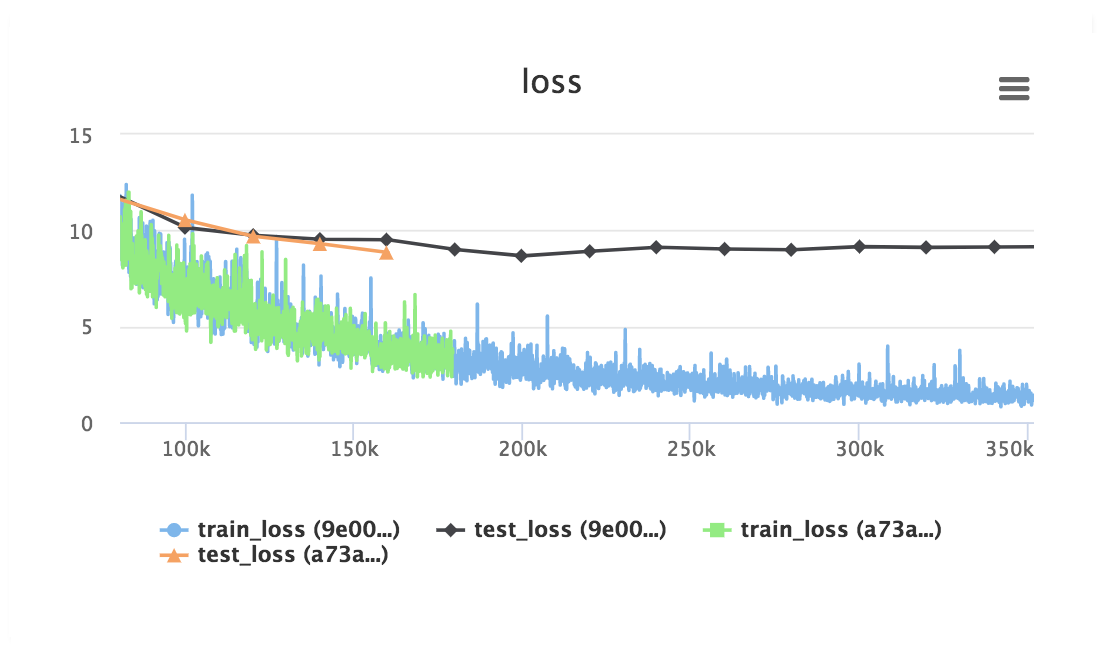 loss
15
10
5
0
100k 150k 200k 250k 300k 350k
train_loss (9e00...) test_loss (9e00...) train_loss (a73a...)
test_loss (a73a...)